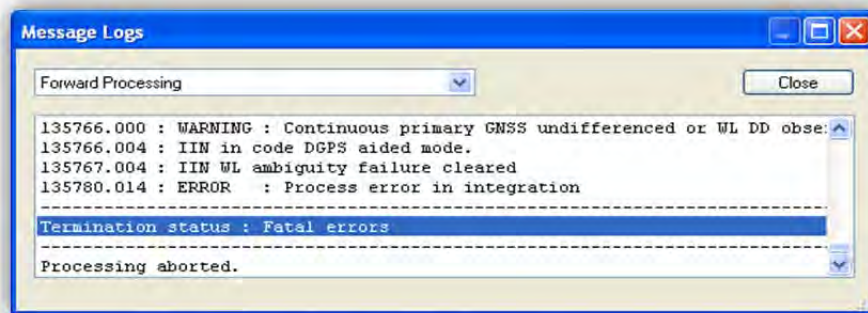 Message Logs
Forward Processing
Close
135766.000 : WARNING : Continuous primary GNSS undifferenced or WL DD obse
135766.004 : IIN in code DGPS aided mode.
135767.004 : IIN WL ambiguity failure cleared
135780.014 : ERROR   : Process error in integration
--------------------------------------------------------------------------------
Termination status : Fatal errors
--------------------------------------------------------------------------------
Processing aborted.